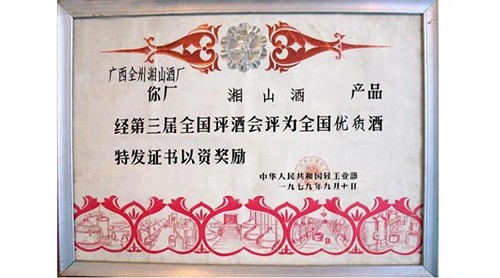 广西全州湘山酒厂
你厂 湘山酒 产品
经第三届全国评酒会评为全国优质酒
特发证书以资奖励
中华人民共和国轻工业部
一九七九年九月十日